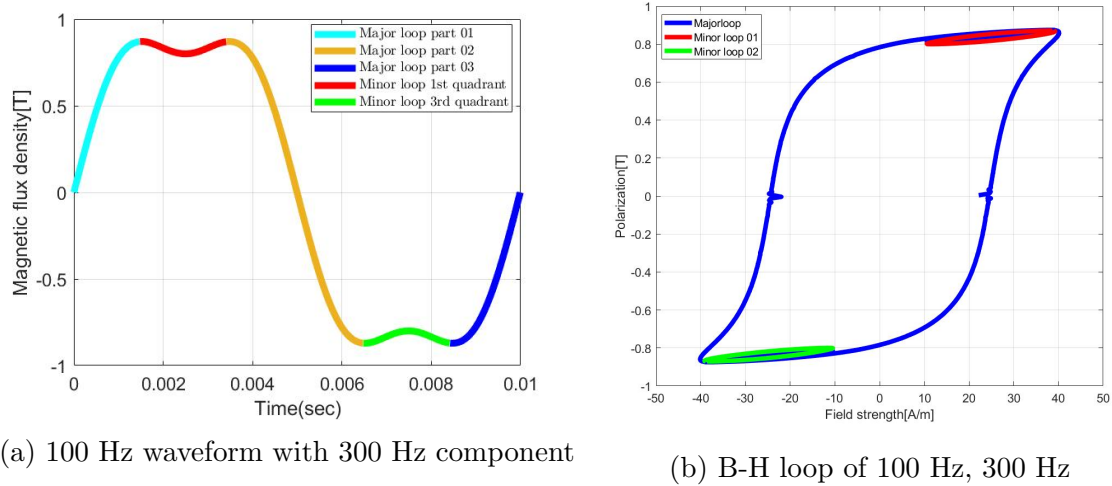 Major loop part 01
Major loop part 02
Major loop part 03
Minor loop 1st quadrant
Minor loop 3rd quadrant
1
0.5
0
-0.5
-1
Magnetic flux density[T]
0
0.002
0.004
0.006
0.008
0.01
Time(sec)
(a) 100 Hz waveform with 300 Hz component
Majorloop
Minor loop 01
Minor loop 02
1
0.8
0.6
0.4
0.2
0
-0.2
-0.4
-0.6
-0.8
-1
Polarization[T]
-50
-40
-30
-20
-10
0
10
20
30
40
50
Field strength[A/m]
(b) B-H loop of 100 Hz, 300 Hz